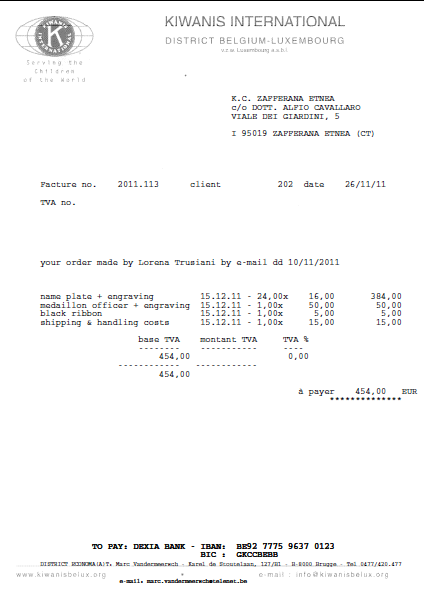 KIWANIS INTERNATIONAL
DISTRICT BELGIUM-LUXEMBOURG
v.z.w. Luxembourg a.s.b.l.
KIWANIS
INTERNATIONAL
K
Serving the
Children
of the World
K.C. ZAFFERANA ETNEA
c/o DOTT. ALFIO CAVALLARO
VIALE DEI GIARDINI, 5
I 95019 ZAFFERANA ETNEA (CT)
Facture no. 2011.113 client 202 date 26/11/11
TVA no.
your order made by Lorena Trusiani by e-mail dd 10/11/2011
name plate + engraving 15.12.11 - 24,00x 16,00 384,00
medaillon officer + engraving 15.12.11 - 1,00x 50,00 50,00
black ribbon 15.12.11 - 1,00x 5,00 5,00
shipping & handling costs 15.12.11 - 1,00x 15,00 15,00
base TVA montant TVA TVA %
-------- ----------- ----
454,00 0,00
------------ ------------
454,00
à payer 454,00 EUR
**************
TO PAY: DEXIA BANK - IBAN: BE92 7775 9637 0123
BIC : GKCCBEBB
DISTRICT ECONOMA(A)T. Marc Vandermeersch - Karel de Stoutelaan, 127/B1 - B-8000 Brugge - Tel 0477/420.477
www.kiwanisbelux.org e-mail : info@kiwanisbelux.org
e-mail. marc.vandermeersch@telenet.be